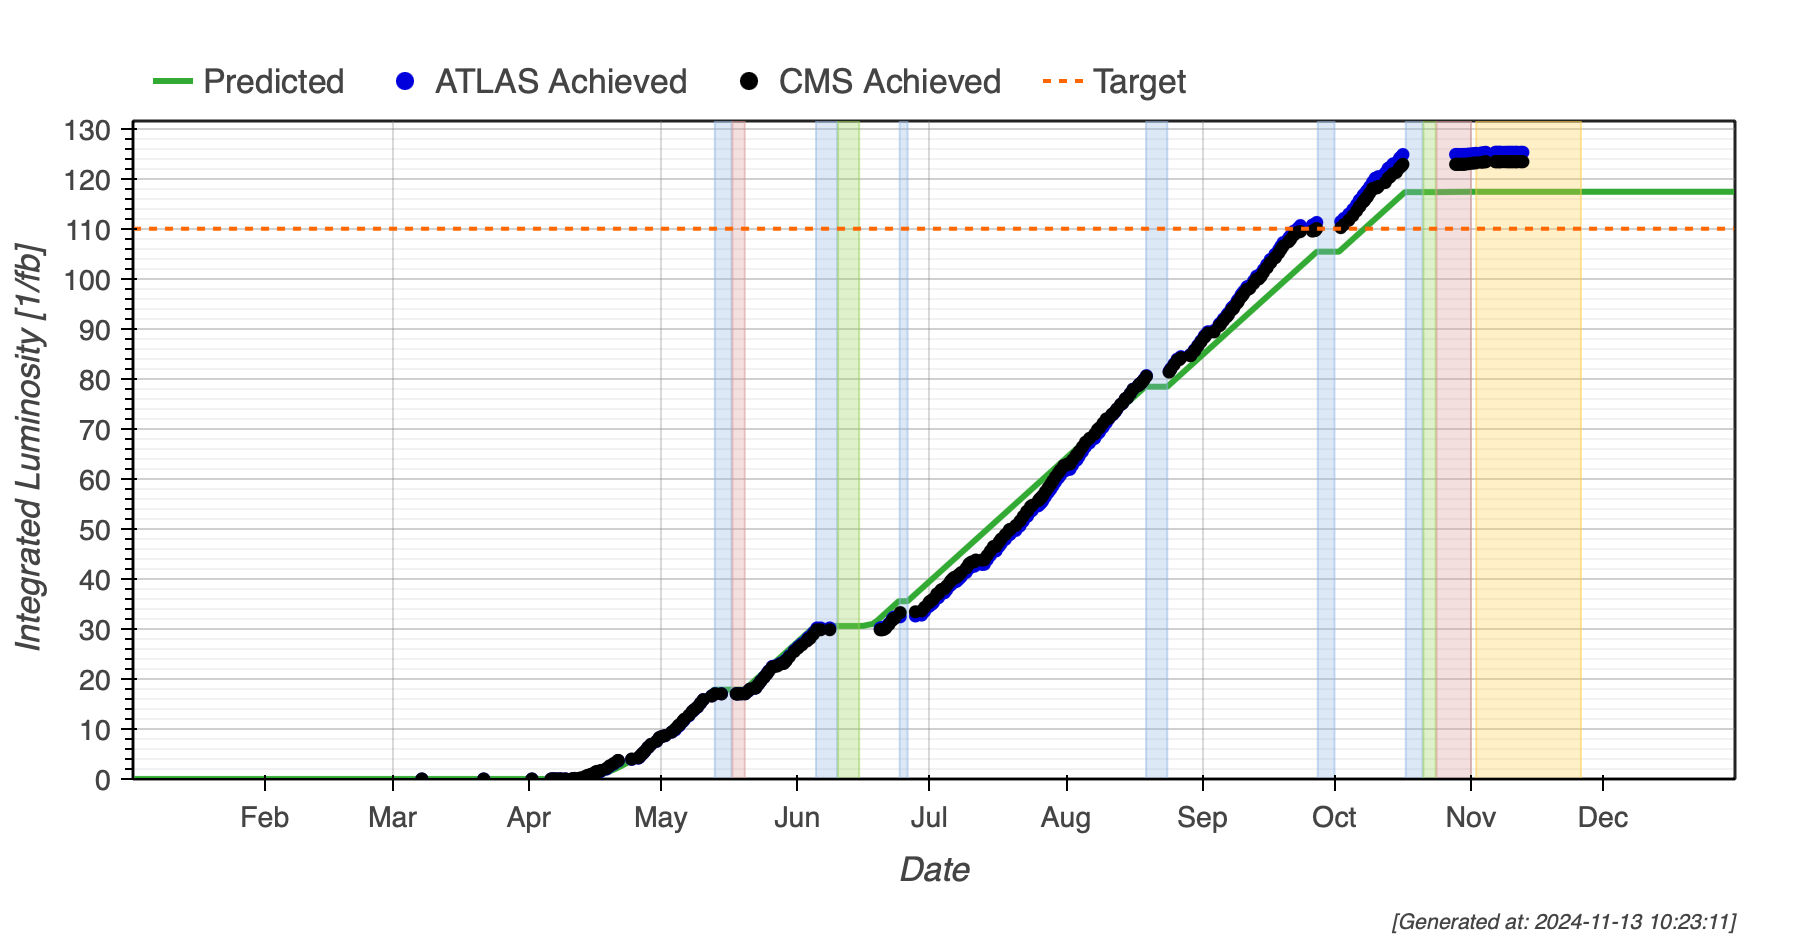 Predicted ATLAS Achieved CMS Achieved Target
130
120
110
100
90
80
70
60
50
40
30
20
10
0
Integrated Luminosity [1/fb]
Feb Mar Apr May Jun Jul Aug Sep Oct Nov Dec
Date
[Generated at: 2024-11-13 10:23:11]